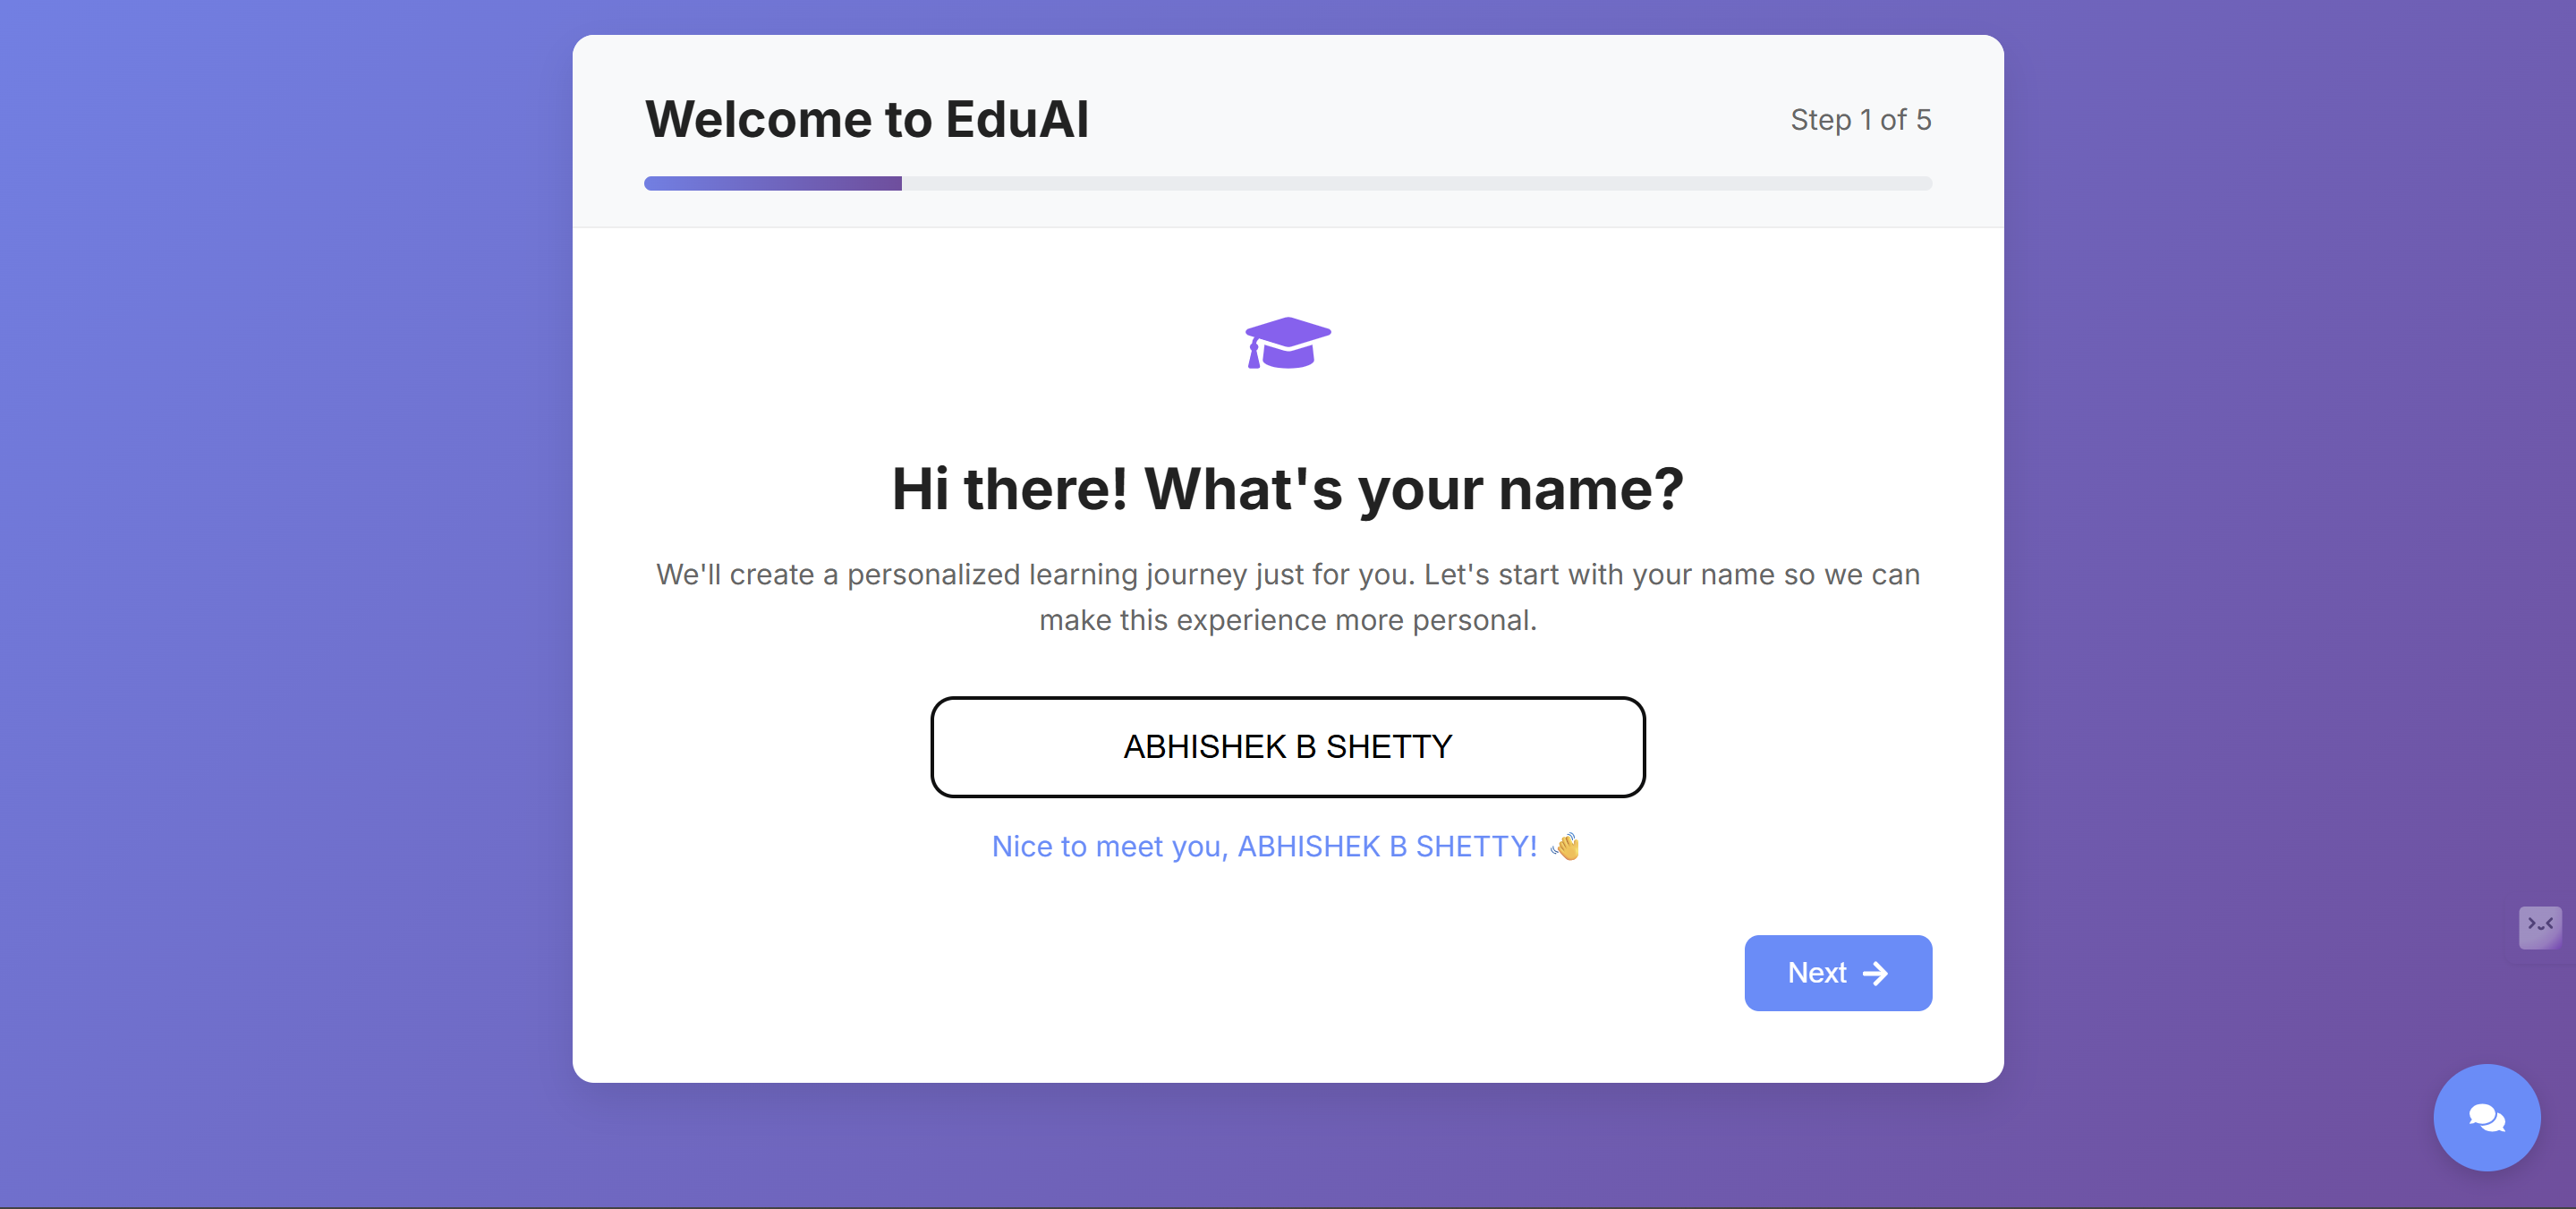 Welcome to EduAI
Step 1 of 5
Hi there! What's your name?
We'll create a personalized learning journey just for you. Let's start with your name so we can
make this experience more personal.
ABHISHEK B SHETTY
Nice to meet you, ABHISHEK B SHETTY! 👋
Next →